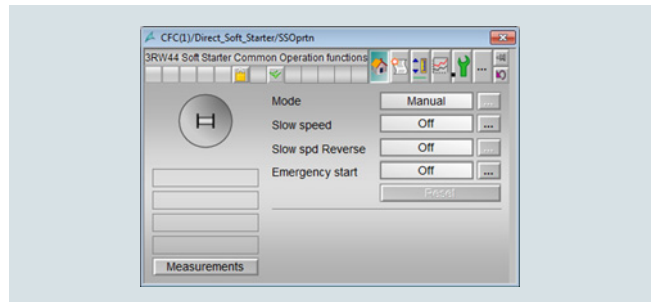 CFC(1)/Direct_Soft_Starter/SSOprtn
3RW44 Soft Starter Common Operation functions
...
Mode Manual ...
Slow speed Off ...
Slow spd Reverse Off ...
Emergency start Off ...
Reset
Measurements